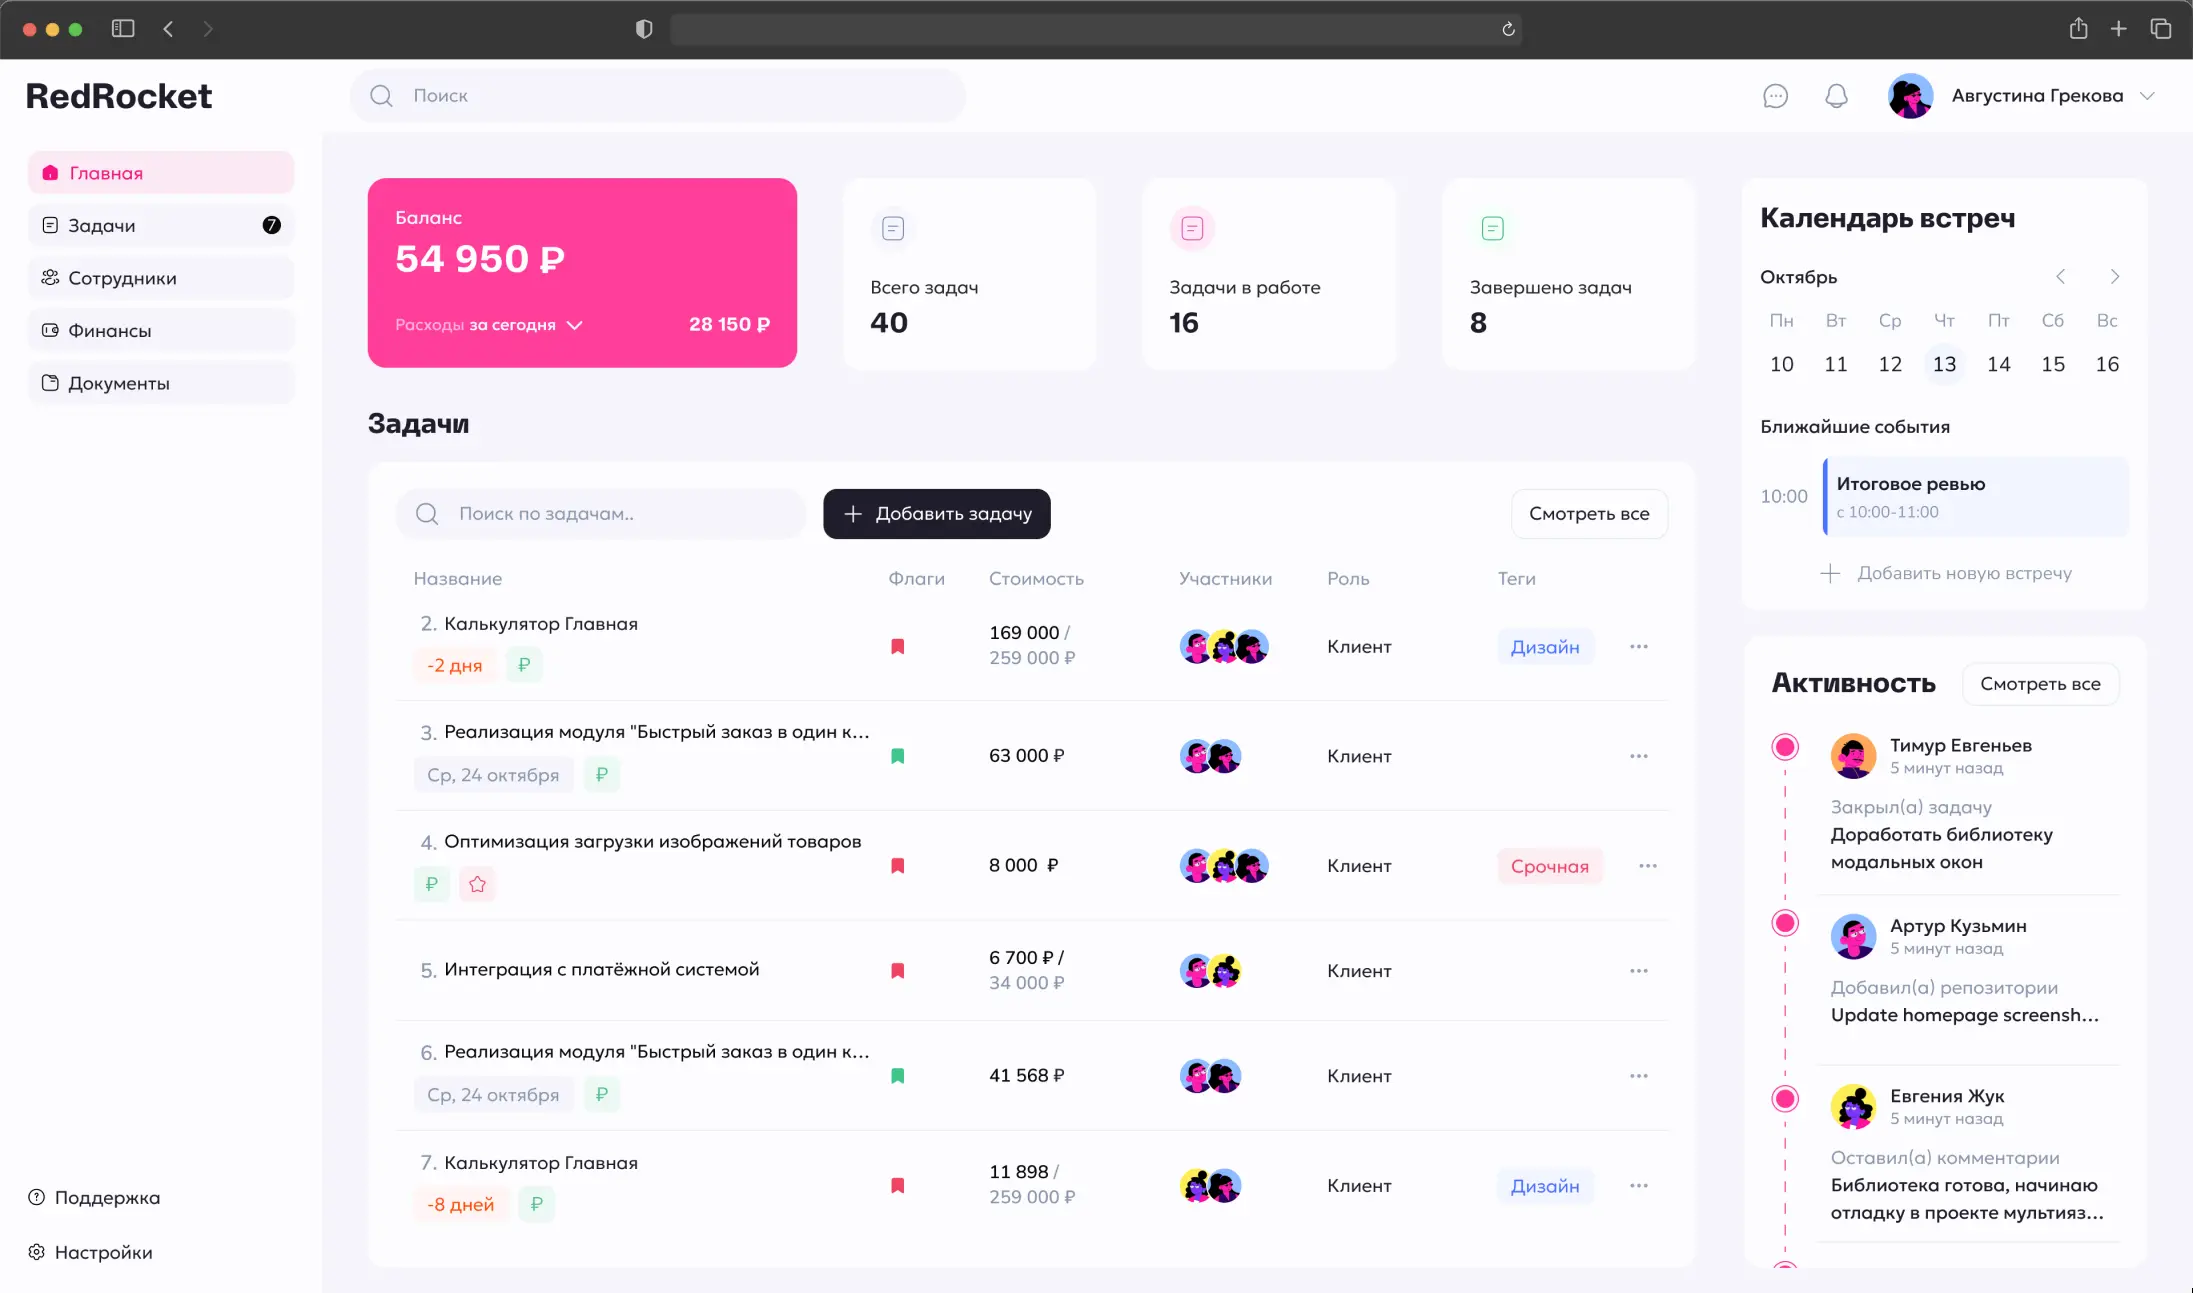 RedRocket
Поиск
Августина Грекова
Главная
Задачи
7
Сотрудники
Финансы
Документы
Поддержка
Настройки
Баланс
54 950 ₽
Расходы за сегодня
28 150 ₽
Всего задач
40
Задачи в работе
16
Завершено задач
8
Задачи
Поиск по задачам..
Добавить задачу
Смотреть все
Название Флаги Стоимость Участники Роль Теги
2. Калькулятор Главная
-2 дня ₽
169 000 /
259 000 ₽
Клиент
Дизайн
3. Реализация модуля "Быстрый заказ в один к...
Ср, 24 октября ₽
63 000 ₽
Клиент
4. Оптимизация загрузки изображений товаров
₽
8 000 ₽
Клиент
Срочная
5. Интеграция с платёжной системой
6 700 ₽ /
34 000 ₽
Клиент
6. Реализация модуля "Быстрый заказ в один к...
Ср, 24 октября ₽
41 568 ₽
Клиент
7. Калькулятор Главная
-8 дней ₽
11 898 /
259 000 ₽
Клиент
Дизайн
Календарь встреч
Октябрь
Пн Вт Ср Чт Пт Сб Вс
10 11 12 13 14 15 16
Ближайшие события
10:00
Итоговое ревью
с 10:00-11:00
Добавить новую встречу
Активность
Смотреть все
Тимур Евгеньев
5 минут назад
Закрыл(а) задачу
Доработать библиотеку
модальных окон
Артур Кузьмин
5 минут назад
Добавил(а) репозитории
Update homepage screensh...
Евгения Жук
5 минут назад
Оставил(а) комментарии
Библиотека готова, начинаю
отладку в проекте мультияз...